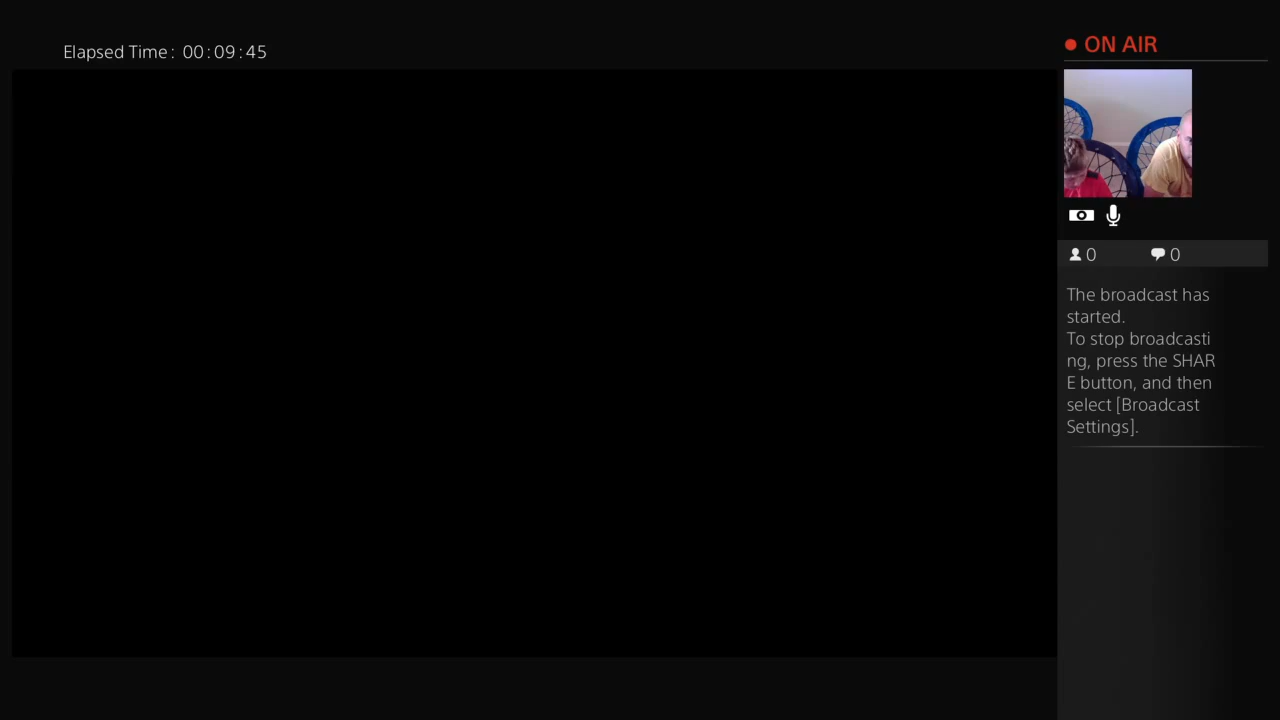 Elapsed Time: 00:09:45
ON AIR
0 0
The broadcast has
started.
To stop broadcasti
ng, press the SHAR
E button, and then
select [Broadcast
Settings].